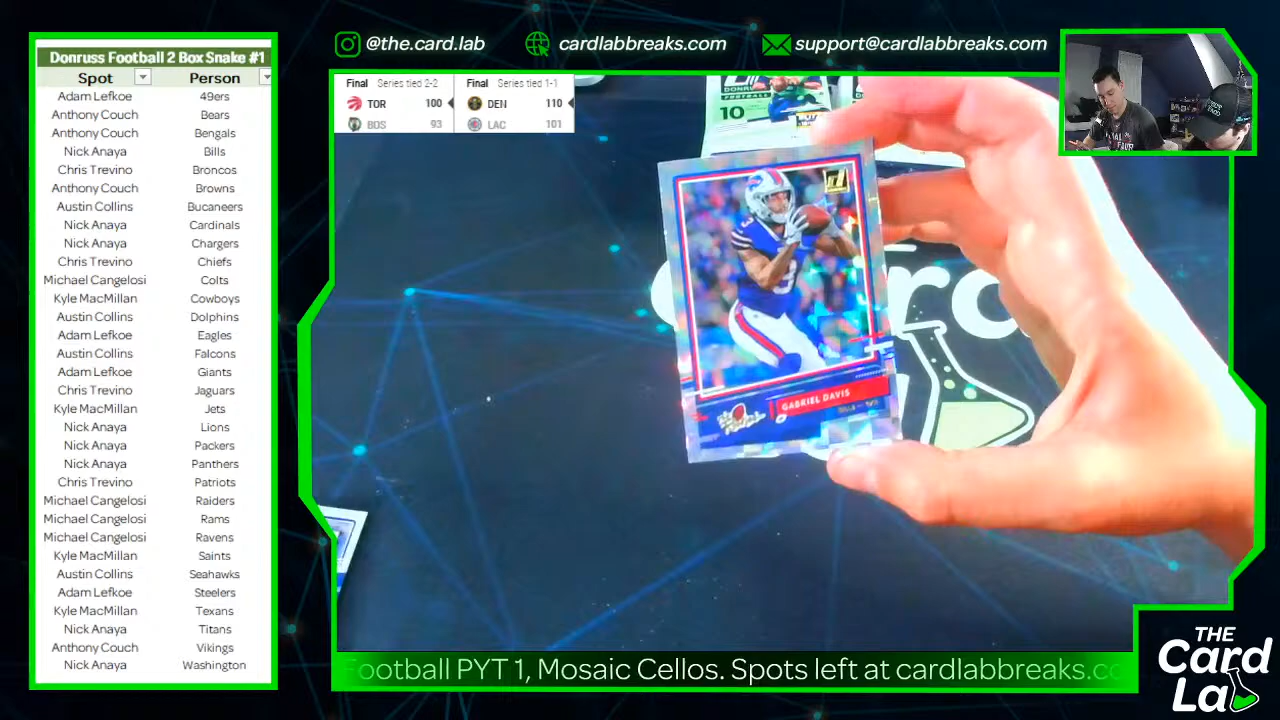 Donruss Football 2 Box Snake #1
Spot Person
Adam Lefkoe 49ers
Anthony Couch Bears
Anthony Couch Bengals
Nick Anaya Bills
Chris Trevino Broncos
Anthony Couch Browns
Austin Collins Bucaneers
Nick Anaya Cardinals
Nick Anaya Chargers
Chris Trevino Chiefs
Michael Cangelosi Colts
Kyle MacMillan Cowboys
Austin Collins Dolphins
Adam Lefkoe Eagles
Austin Collins Falcons
Adam Lefkoe Giants
Chris Trevino Jaguars
Kyle MacMillan Jets
Nick Anaya Lions
Nick Anaya Packers
Nick Anaya Panthers
Chris Trevino Patriots
Michael Cangelosi Raiders
Michael Cangelosi Rams
Michael Cangelosi Ravens
Kyle MacMillan Saints
Austin Collins Seahawks
Adam Lefkoe Steelers
Kyle MacMillan Texans
Nick Anaya Titans
Anthony Couch Vikings
Nick Anaya Washington
@the.card.lab cardlabbreaks.com support@cardlabbreaks.com
Final Series tied 2-2 Final Series tied 1-1
TOR 100 DEN 110
BOS 93 LAC 101
10
GABRIEL DAVIS
Football PYT 1, Mosaic Cellos. Spots left at cardlabbreaks.co
THE
Card
La